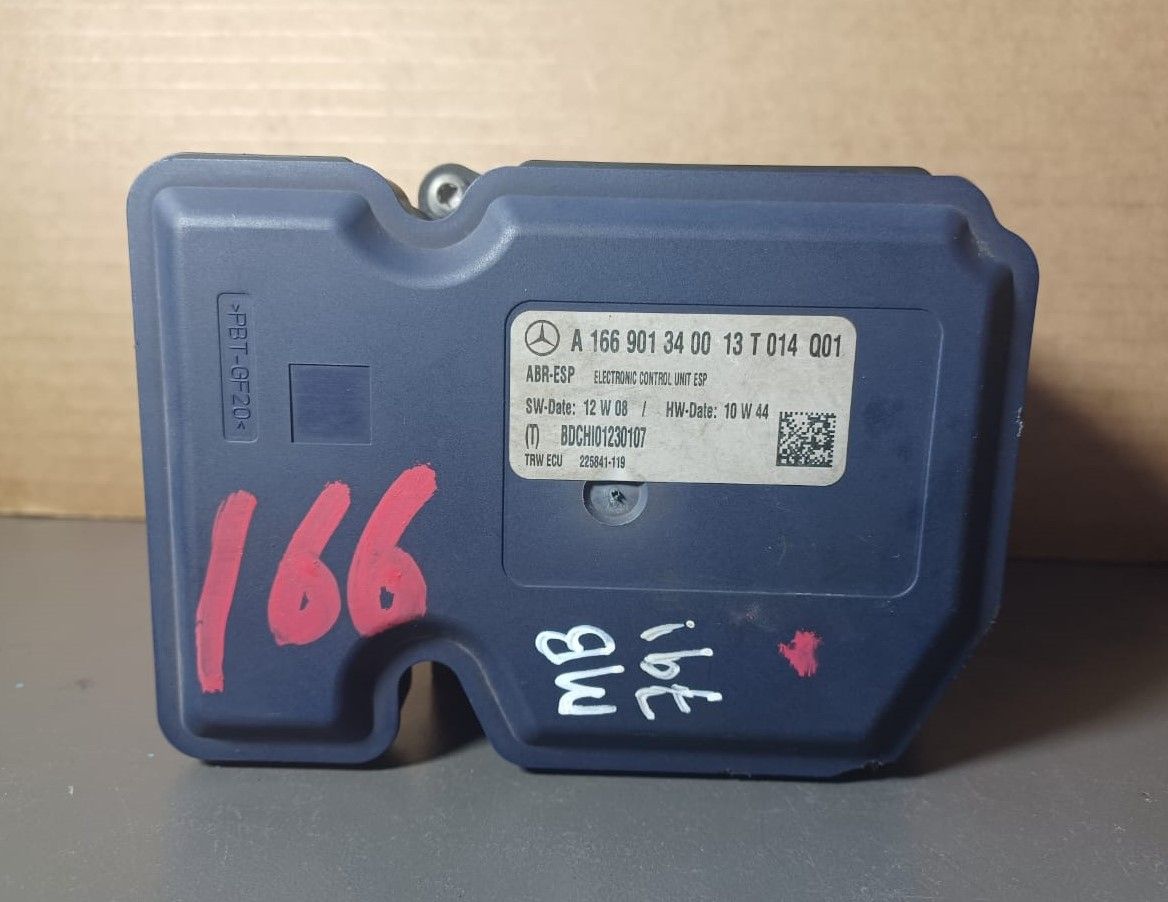 >PBT-GF20<
A 166 901 34 00 13 T 014 Q01
ABR-ESP ELECTRONIC CONTROL UNIT ESP
SW-Date: 12 W 08 / HW-Date: 10 W 44
(T) BDCHI01230107
TRW ECU 225841-119
166
MB